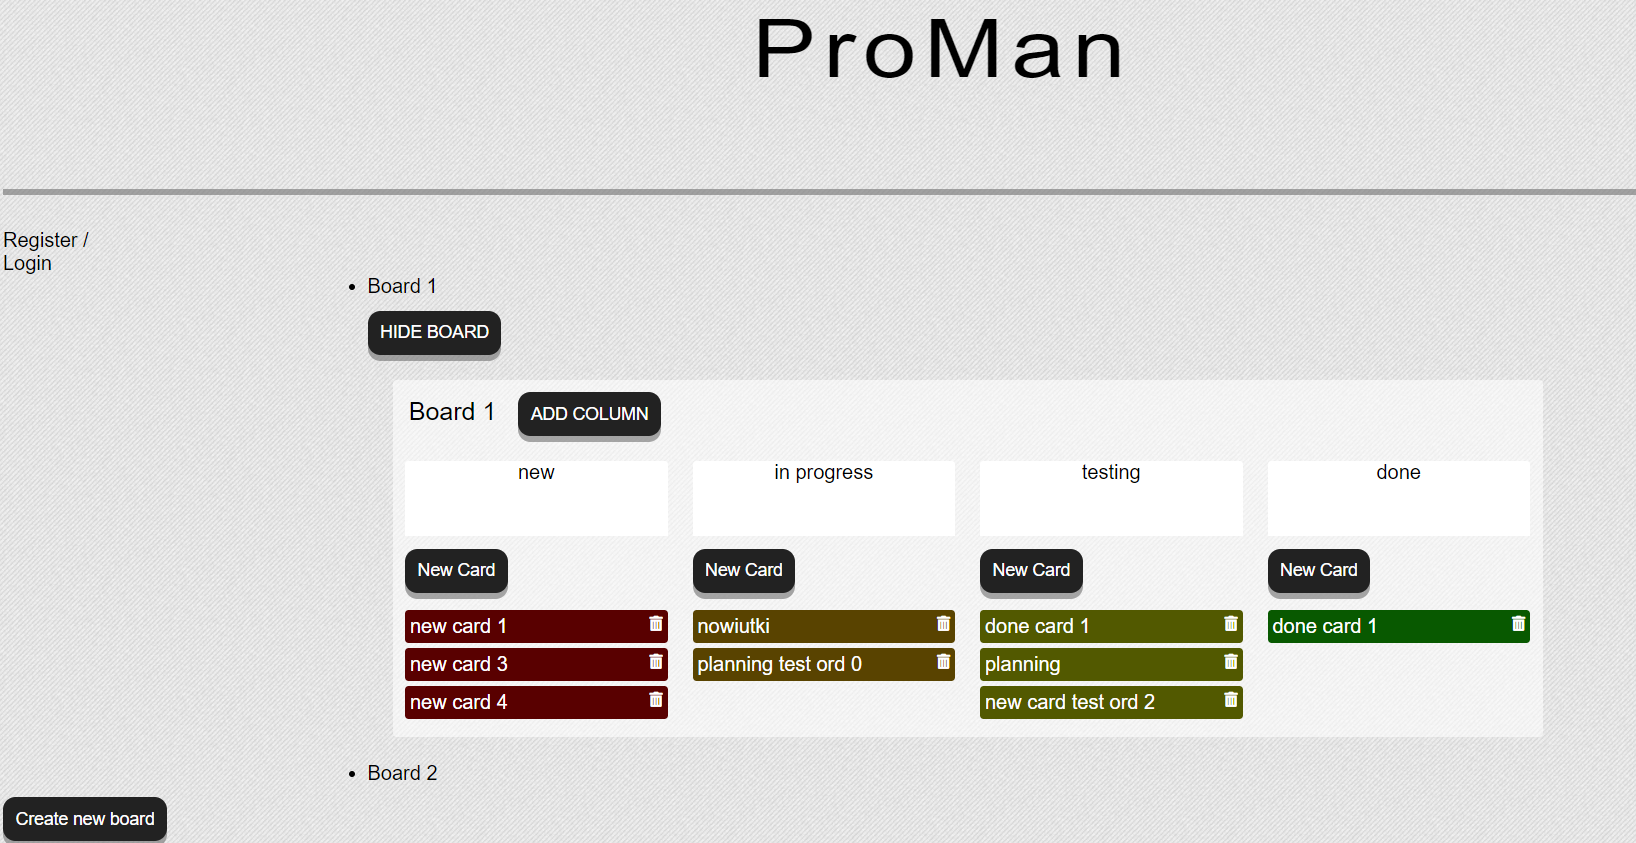 ProMan
Register /
Login
Board 1
HIDE BOARD
Board 1
ADD COLUMN
new
in progress
testing
done
New Card
New Card
New Card
New Card
new card 1
nowiutki
done card 1
done card 1
new card 3
planning test ord 0
planning
new card 4
new card test ord 2
Board 2
Create new board